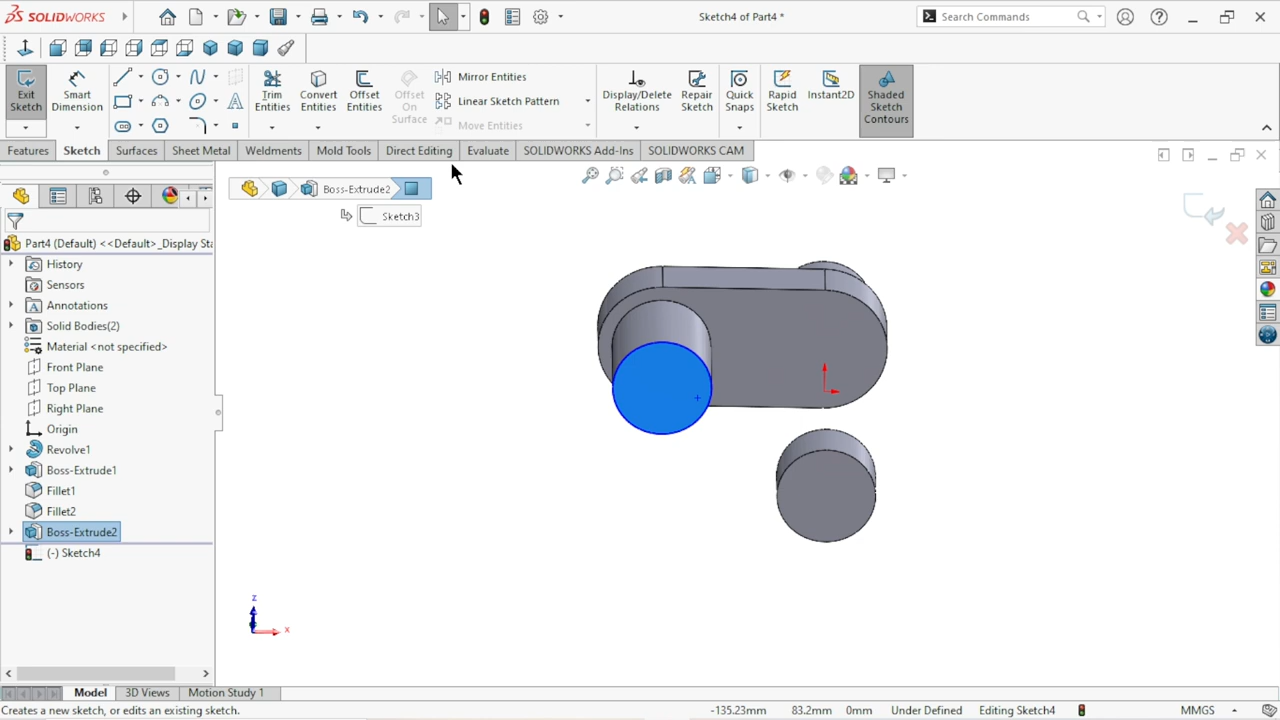 SOLIDWORKS
Sketch4 of Part4 *
Search Commands
Exit Sketch
Smart Dimension
Trim Entities
Convert Entities
Offset Entities
Offset On Surface
Mirror Entities
Linear Sketch Pattern
Move Entities
Display/Delete Relations
Repair Sketch
Quick Snaps
Rapid Sketch
Instant2D
Shaded Sketch Contours
Features
Sketch
Surfaces
Sheet Metal
Weldments
Mold Tools
Direct Editing
Evaluate
SOLIDWORKS Add-Ins
SOLIDWORKS CAM
Boss-Extrude2
Sketch3
Part4 (Default) <<Default>_Display Sta
History
Sensors
Annotations
Solid Bodies(2)
Material <not specified>
Front Plane
Top Plane
Right Plane
Origin
Revolve1
Boss-Extrude1
Fillet1
Fillet2
Boss-Extrude2
(-) Sketch4
z
x
Model
3D Views
Motion Study 1
Creates a new sketch, or edits an existing sketch.
-135.23mm
83.2mm
0mm
Under Defined
Editing Sketch4
MMGS